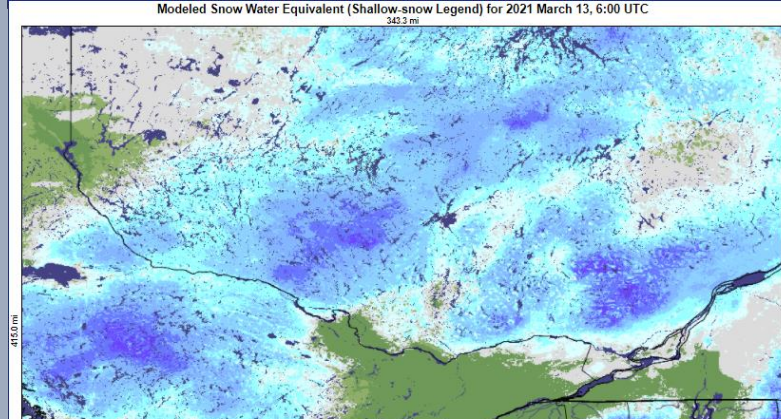 Modeled Snow Water Equivalent (Shallow-snow Legend) for 2021 March 13, 6:00 UTC
343.3 mi
415.0 mi